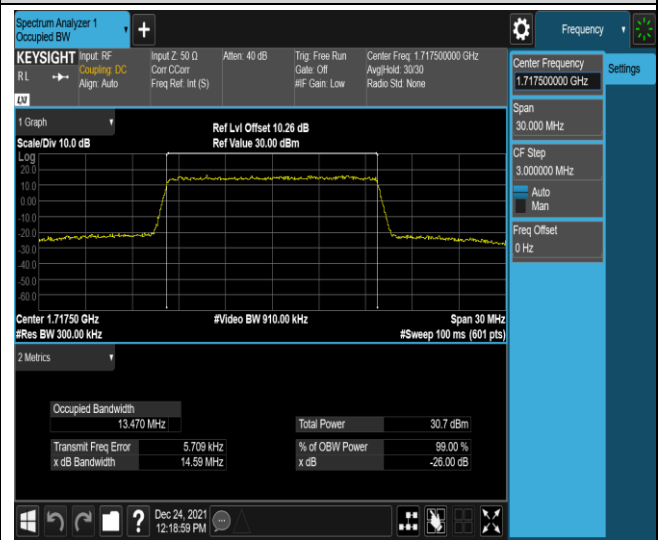 Spectrum Analyzer 1
Occupied BW
Frequency
KEYSIGHT
R L
LNI
Input: RF
Coupling: DC
Align: Auto
Input Z: 50 Ω
Corr CCorr
Freq Ref: Int (S)
Atten: 40 dB
Trig: Free Run
Gate: Off
#IF Gain: Low
Center Freq: 1.717500000 GHz
Avg|Hold: 30/30
Radio Std: None
Center Frequency
1.717500000 GHz
Settings
Span
30.000 MHz
CF Step
3.000000 MHz
Auto
Man
Freq Offset
0 Hz
1 Graph
Scale/Div 10.0 dB
Ref Lvl Offset 10.26 dB
Ref Value 30.00 dBm
Log
20.0
10.0
0.00
-10.0
-20.0
-30.0
-40.0
-50.0
-60.0
Center 1.71750 GHz
#Video BW 910.00 kHz
Span 30 MHz
#Res BW 300.00 kHz
#Sweep 100 ms (601 pts)
2 Metrics
Occupied Bandwidth
13.470 MHz
Total Power 30.7 dBm
Transmit Freq Error 5.709 kHz
% of OBW Power 99.00 %
x dB Bandwidth 14.59 MHz
x dB -26.00 dB
?
Dec 24, 2021
12:18:59 PM